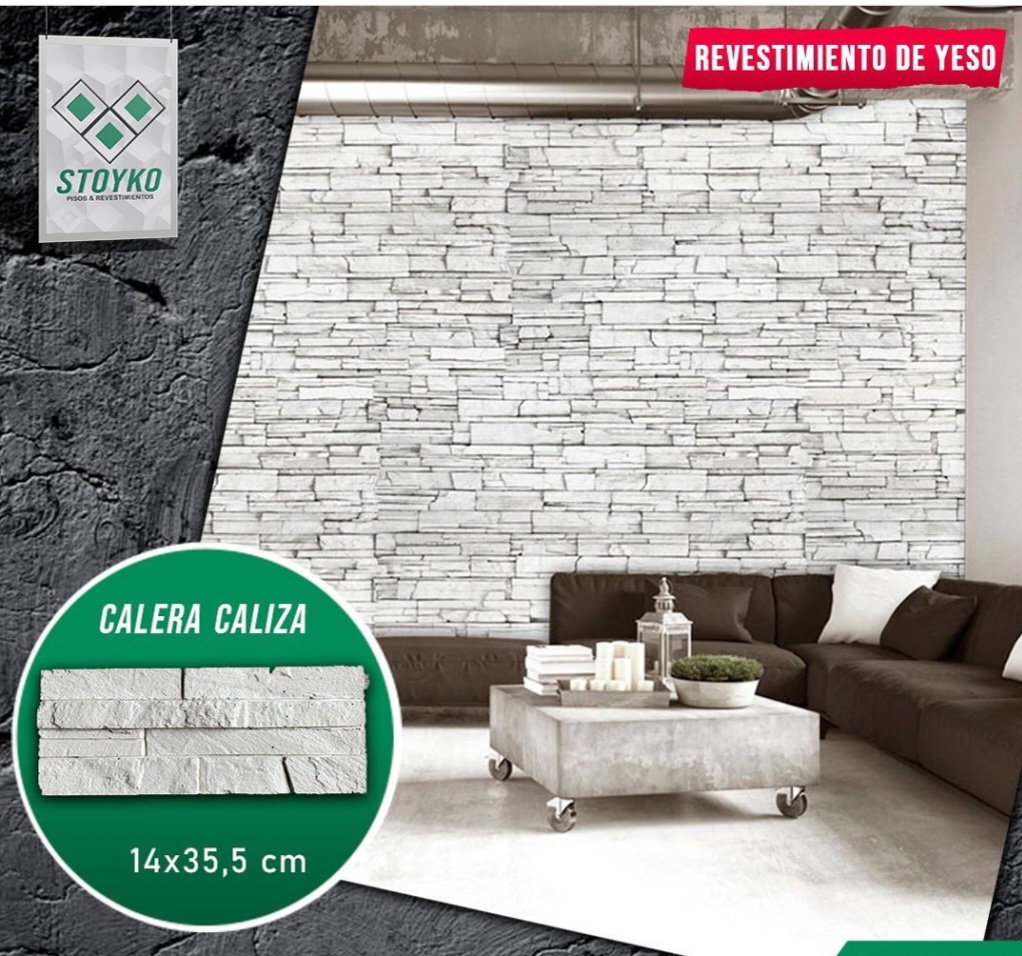 REVESTIMIENTO DE YESO
STOYKO
PISOS & REVESTIMIENTOS
CALERA CALIZA
14x35,5 cm